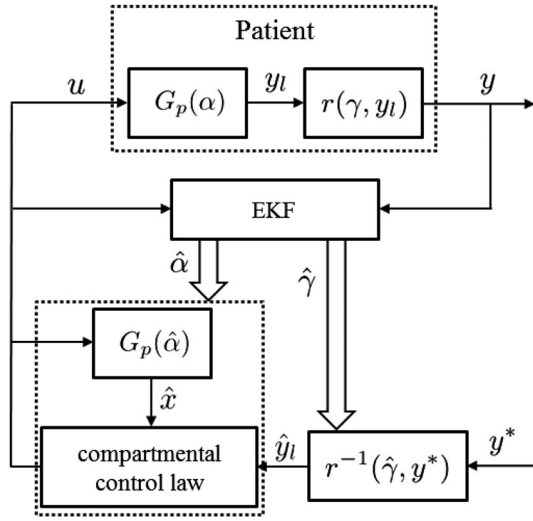 Patient
u
G_p(α)
y_l
r(γ, y_l)
y
EKF
α̂
γ̂
G_p(α̂)
x̂
compartmental
control law
ŷ_l
r⁻¹(γ̂, y*)
y*